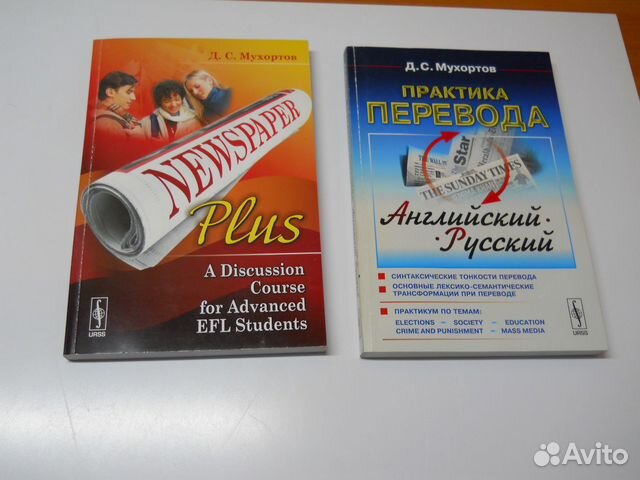 Д. С. Мухортов
NEWSPAPER
Plus
A Discussion
Course
for Advanced
EFL Students
URSS
Д. С. Мухортов
ПРАКТИКА
ПЕРЕВОДА
Star
THE SUNDAY TIMES
Английский·
·Русский
СИНТАКСИЧЕСКИЕ ТОНКОСТИ ПЕРЕВОДА
ОСНОВНЫЕ ЛЕКСИКО-СЕМАНТИЧЕСКИЕ
ТРАНСФОРМАЦИИ ПРИ ПЕРЕВОДЕ
ПРАКТИКУМ ПО ТЕМАМ:
ELECTIONS – SOCIETY – EDUCATION
CRIME AND PUNISHMENT – MASS MEDIA
URSS
Avito